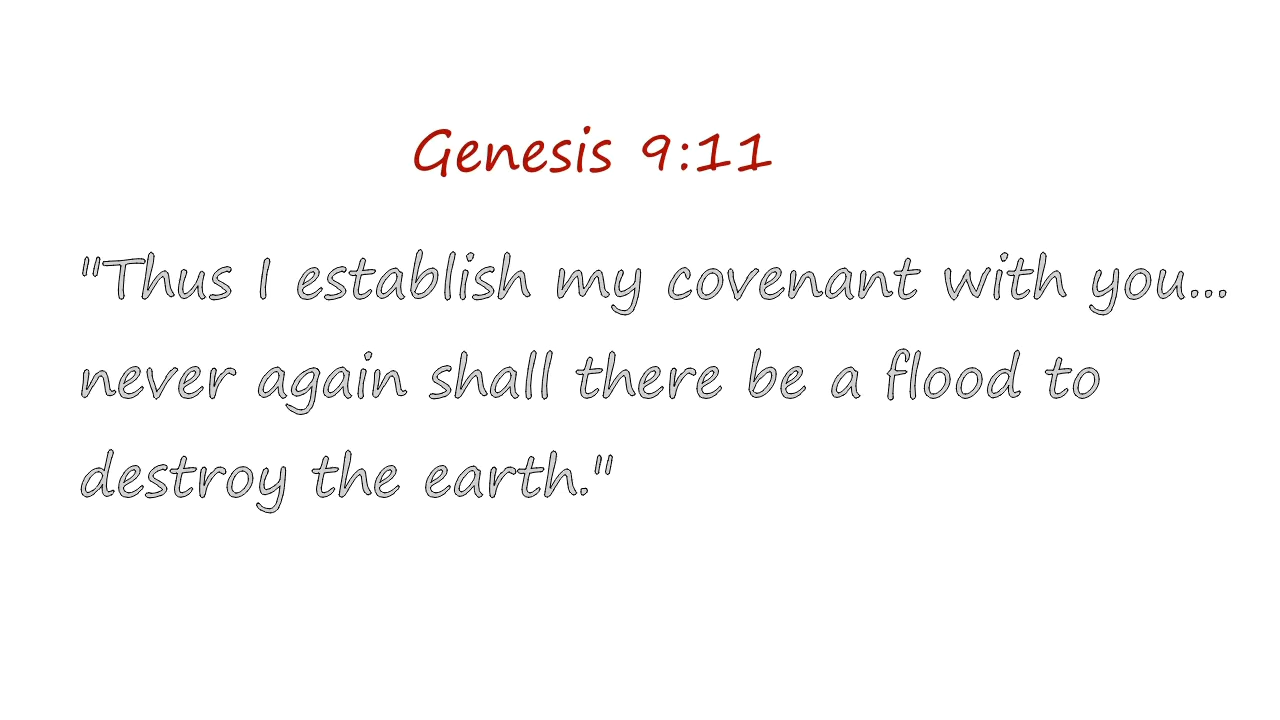 Genesis 9:11
"Thus I establish my covenant with you...
never again shall there be a flood to
destroy the earth."